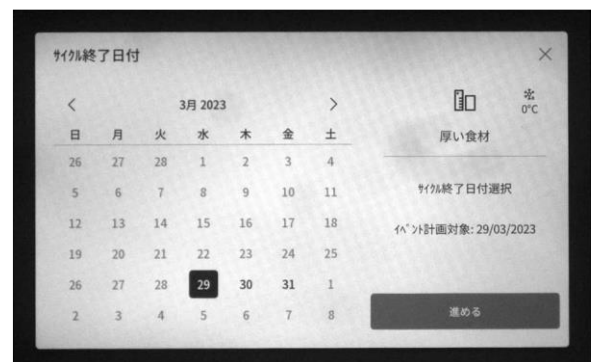 ｻｲｸﾙ終了日付
3月 2023
日 月 火 水 木 金 土
26 27 28 1 2 3 4
5 6 7 8 9 10 11
12 13 14 15 16 17 18
19 20 21 22 23 24 25
26 27 28 29 30 31 1
2 3 4 5 6 7 8
0°C
厚い食材
ｻｲｸﾙ終了日付選択
ｲﾍﾞﾝﾄ計画対象: 29/03/2023
進める